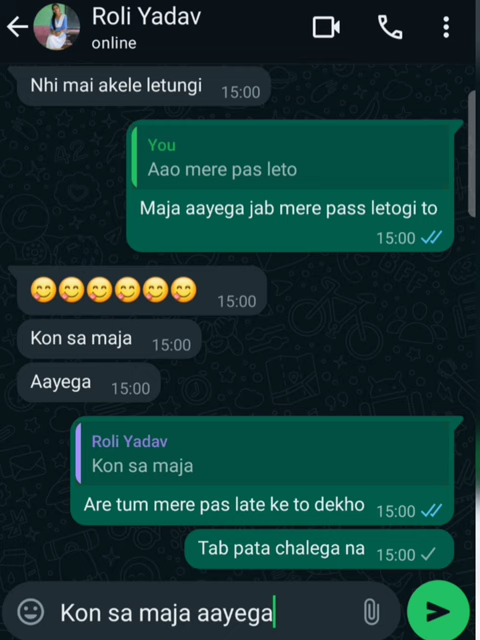 Roli Yadav
online
Nhi mai akele letungi 15:00
You
Aao mere pas leto
Maja aayega jab mere pass letogi to
15:00
😋😋😋😋😋😋 15:00
Kon sa maja 15:00
Aayega 15:00
Roli Yadav
Kon sa maja
Are tum mere pas late ke to dekho 15:00
Tab pata chalega na 15:00
Kon sa maja aayega